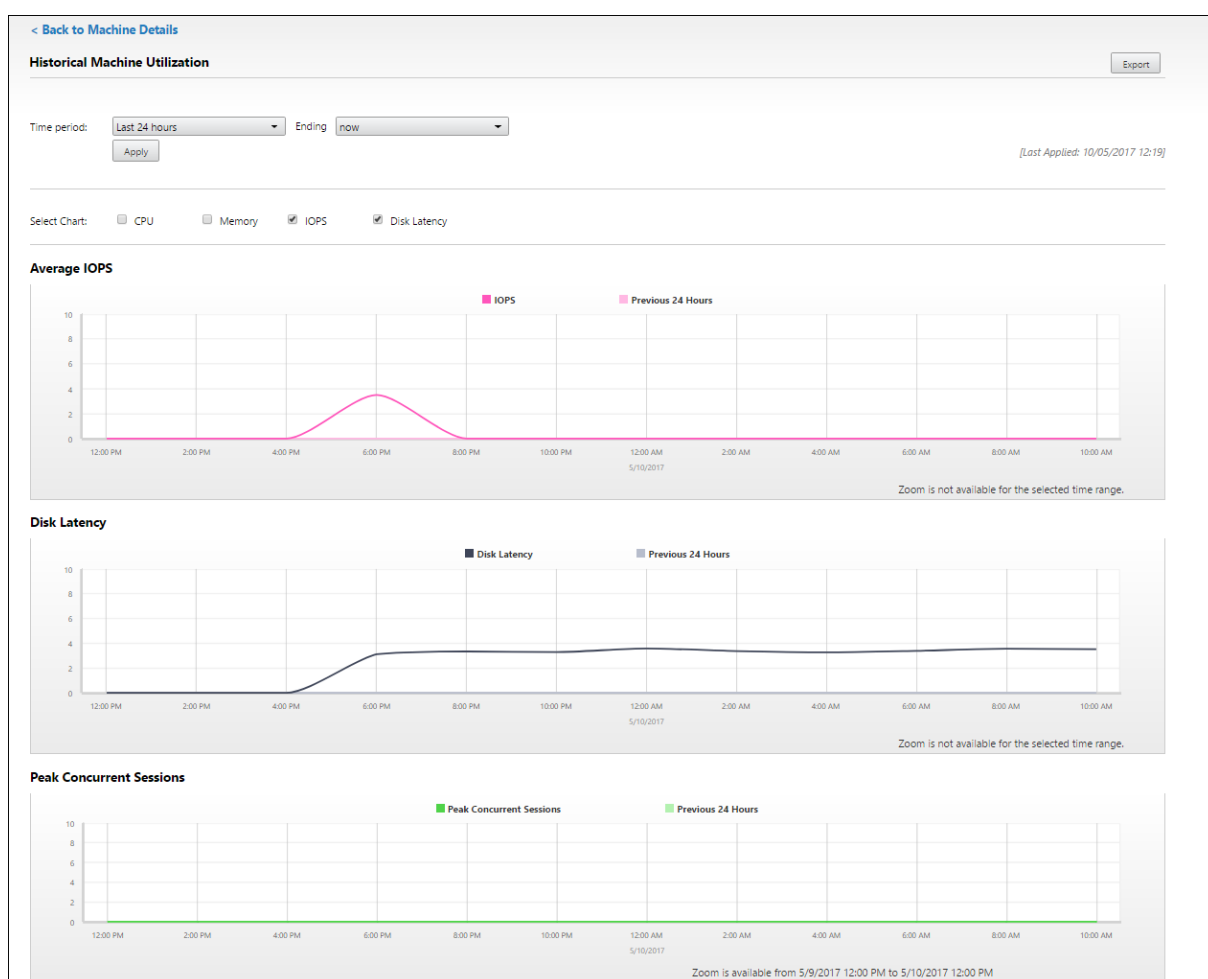 < Back to Machine Details
Historical Machine Utilization
Export
Time period: Last 24 hours Ending now
Apply
[Last Applied: 10/05/2017 12:19]
Select Chart: CPU Memory IOPS Disk Latency
Average IOPS
IOPS Previous 24 Hours
10
8
6
4
2
0
12:00 PM 2:00 PM 4:00 PM 6:00 PM 8:00 PM 10:00 PM 12:00 AM 2:00 AM 4:00 AM 6:00 AM 8:00 AM 10:00 AM
5/10/2017
Zoom is not available for the selected time range.
Disk Latency
Disk Latency Previous 24 Hours
10
8
6
4
2
0
12:00 PM 2:00 PM 4:00 PM 6:00 PM 8:00 PM 10:00 PM 12:00 AM 2:00 AM 4:00 AM 6:00 AM 8:00 AM 10:00 AM
5/10/2017
Zoom is not available for the selected time range.
Peak Concurrent Sessions
Peak Concurrent Sessions Previous 24 Hours
10
8
6
4
2
0
12:00 PM 2:00 PM 4:00 PM 6:00 PM 8:00 PM 10:00 PM 12:00 AM 2:00 AM 4:00 AM 6:00 AM 8:00 AM 10:00 AM
5/10/2017
Zoom is available from 5/9/2017 12:00 PM to 5/10/2017 12:00 PM